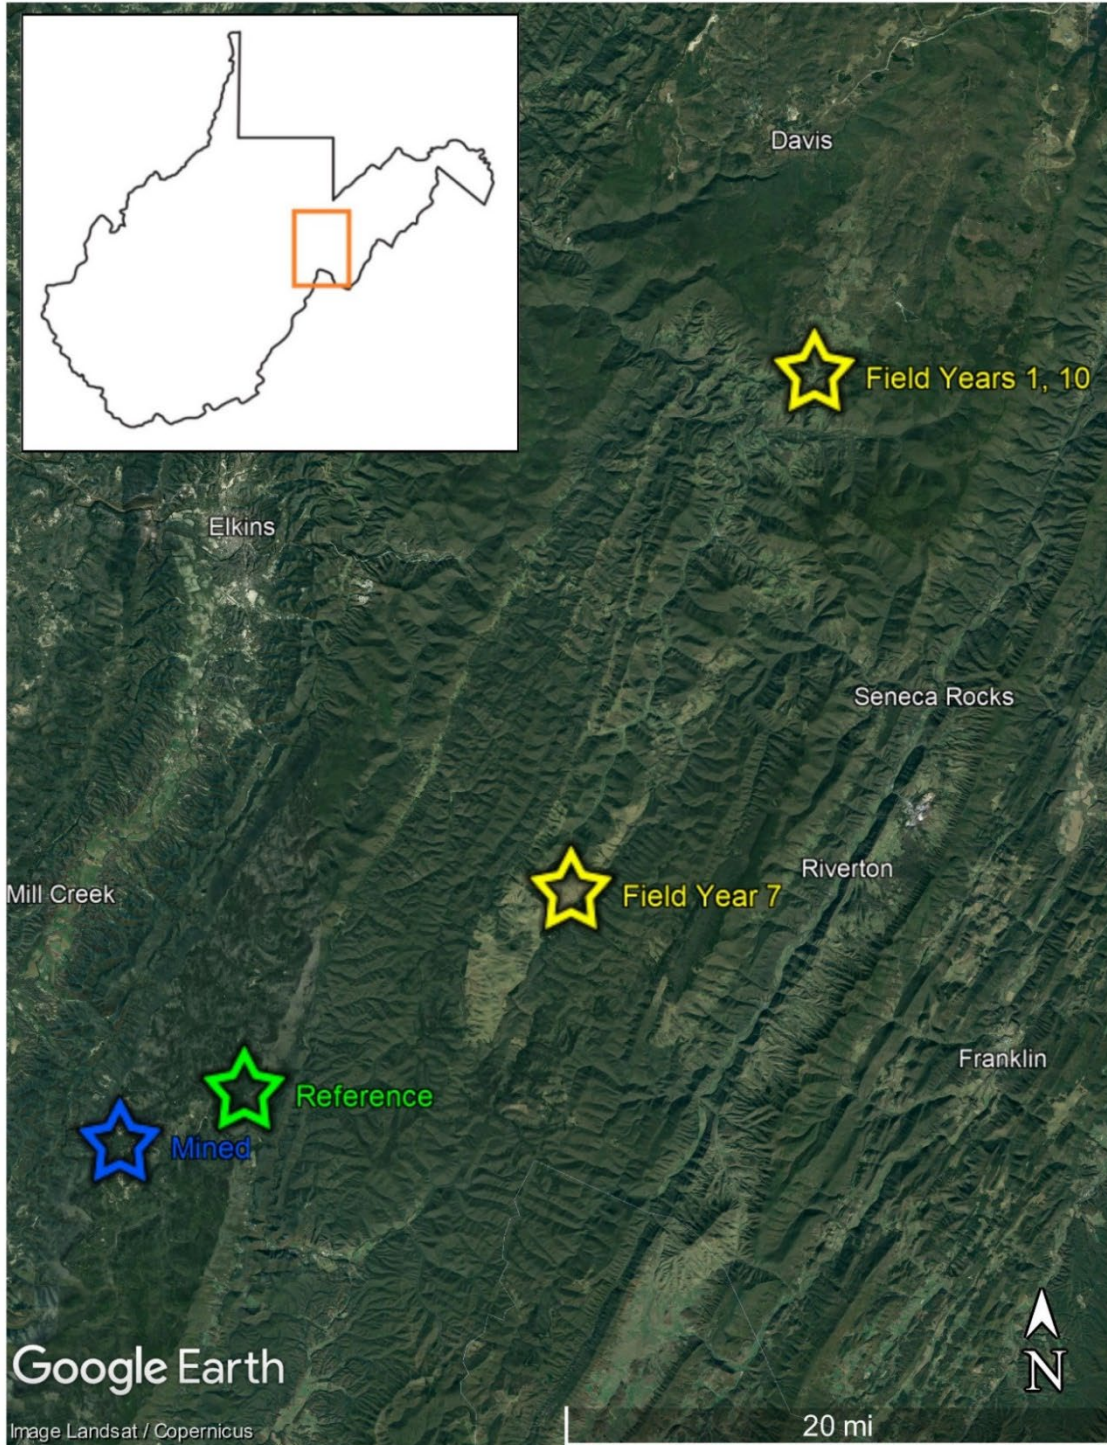 Davis
Field Years 1, 10
Elkins
Seneca Rocks
Riverton
Mill Creek
Field Year 7
Franklin
Reference
Mined
Google Earth
N
Image Landsat / Copernicus
20 mi